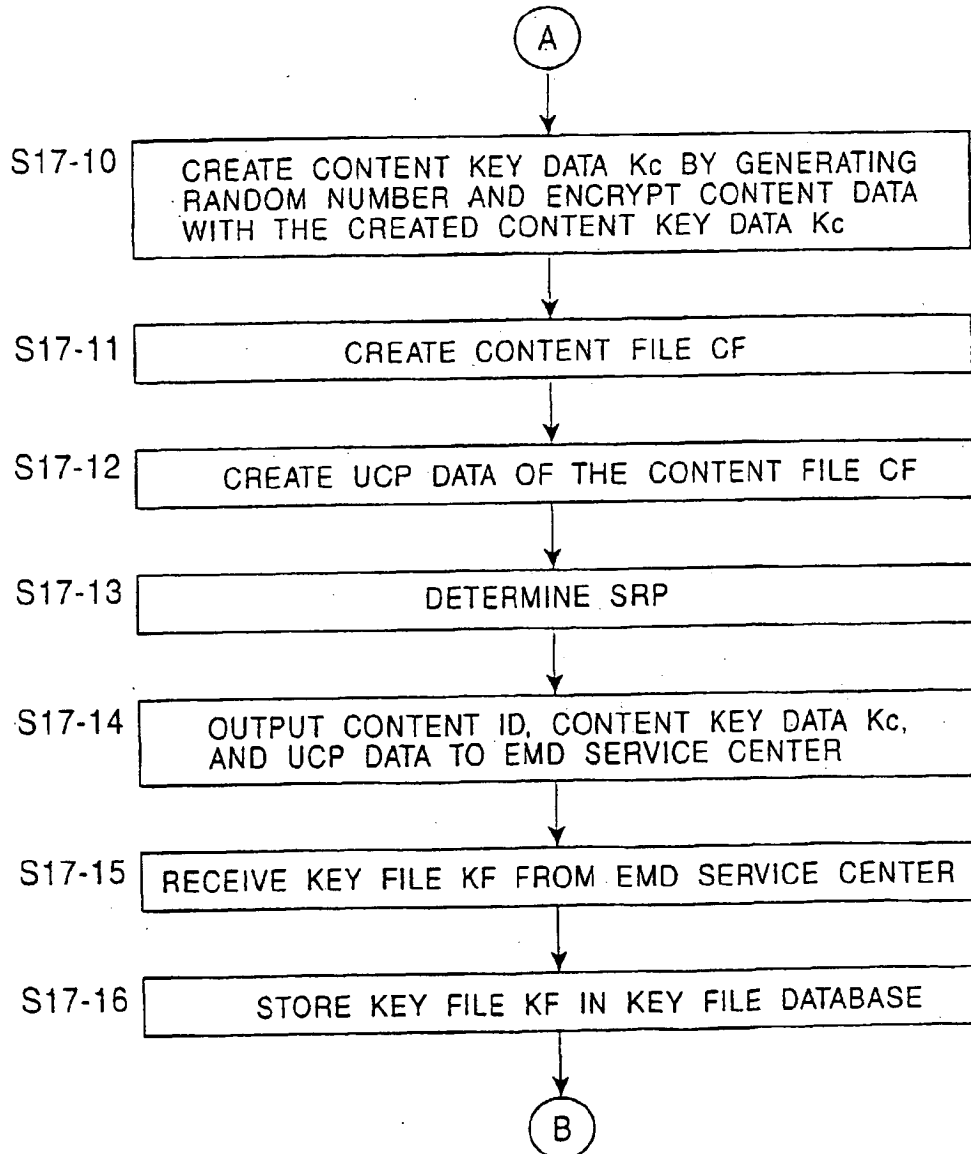 A
S17-10
CREATE CONTENT KEY DATA Kc BY GENERATING
RANDOM NUMBER AND ENCRYPT CONTENT DATA
WITH THE CREATED CONTENT KEY DATA Kc
S17-11
CREATE CONTENT FILE CF
S17-12
CREATE UCP DATA OF THE CONTENT FILE CF
S17-13
DETERMINE SRP
S17-14
OUTPUT CONTENT ID, CONTENT KEY DATA Kc,
AND UCP DATA TO EMD SERVICE CENTER
S17-15
RECEIVE KEY FILE KF FROM EMD SERVICE CENTER
S17-16
STORE KEY FILE KF IN KEY FILE DATABASE
B